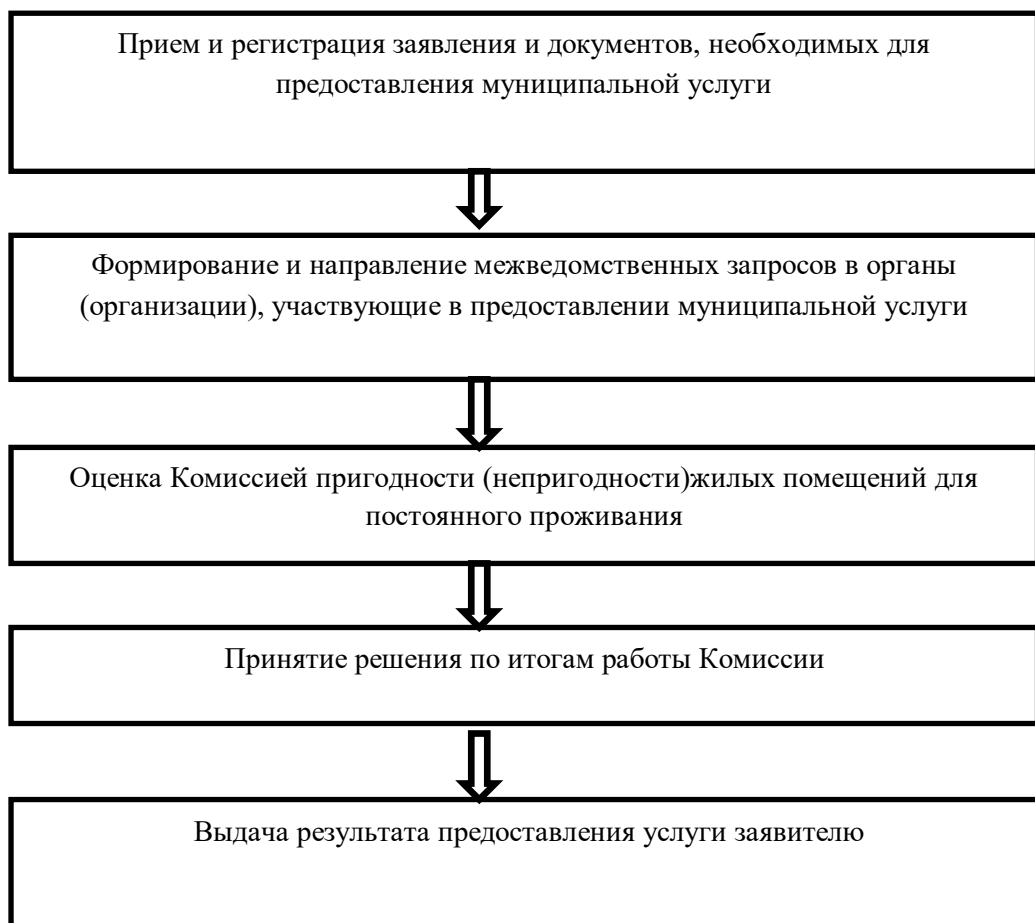 Прием и регистрация заявления и документов, необходимых для
предоставления муниципальной услуги
Формирование и направление межведомственных запросов в органы
(организации), участвующие в предоставлении муниципальной услуги
Оценка Комиссией пригодности (непригодности)жилых помещений для
постоянного проживания
Принятие решения по итогам работы Комиссии
Выдача результата предоставления услуги заявителю